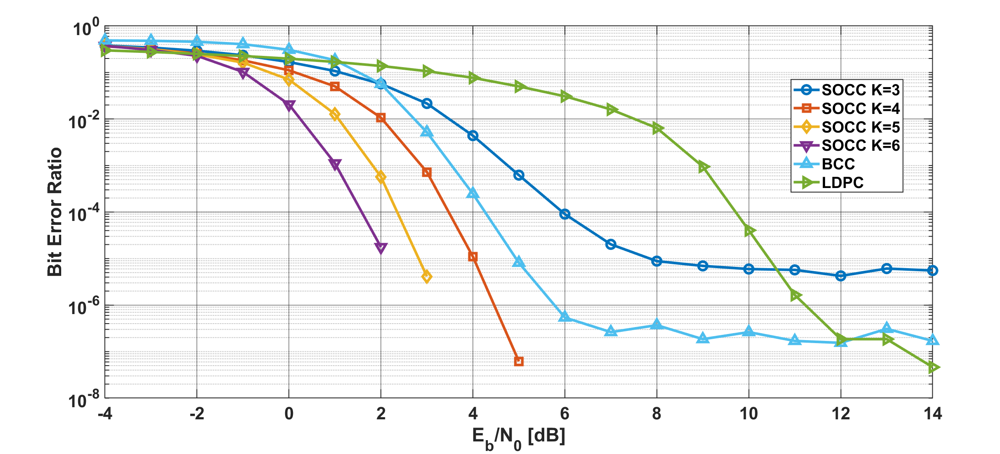 10^0
10^-2
10^-4
10^-6
10^-8
Bit Error Ratio
SOCC K=3
SOCC K=4
SOCC K=5
SOCC K=6
BCC
LDPC
-4 -2 0 2 4 6 8 10 12 14
E_b/N_0 [dB]